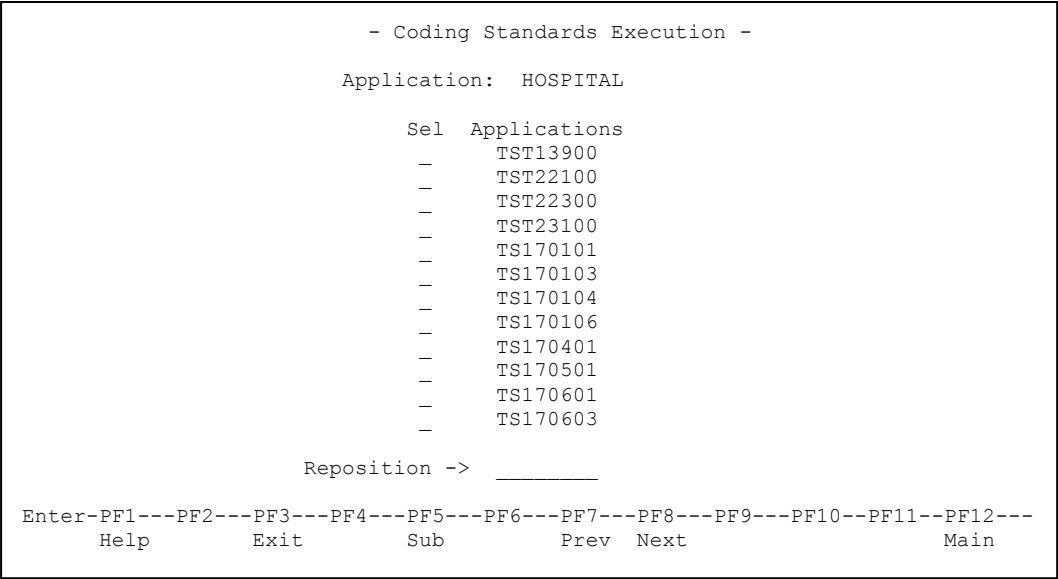 - Coding Standards Execution -
Application: HOSPITAL
Sel Applications
_ TST13900
_ TST22100
_ TST22300
_ TST23100
_ TS170101
_ TS170103
_ TS170104
_ TS170106
_ TS170401
_ TS170501
_ TS170601
_ TS170603
Reposition -> ________
Enter-PF1---PF2---PF3---PF4---PF5---PF6---PF7---PF8---PF9---PF10--PF11--PF12---
Help Exit Sub Prev Next Main